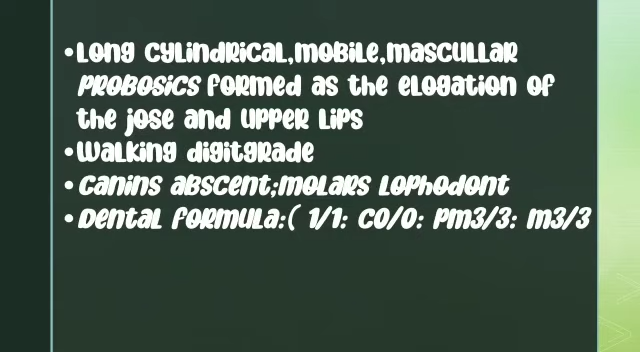 •Long cylindrical,mobile,mascullar
probosics formed as the elogation of
the jose and upper lips
•Walking digitgrade
•Canins abscent;molars lophodont
•Dental formula:( 1/1: C0/0: Pm3/3: m3/3